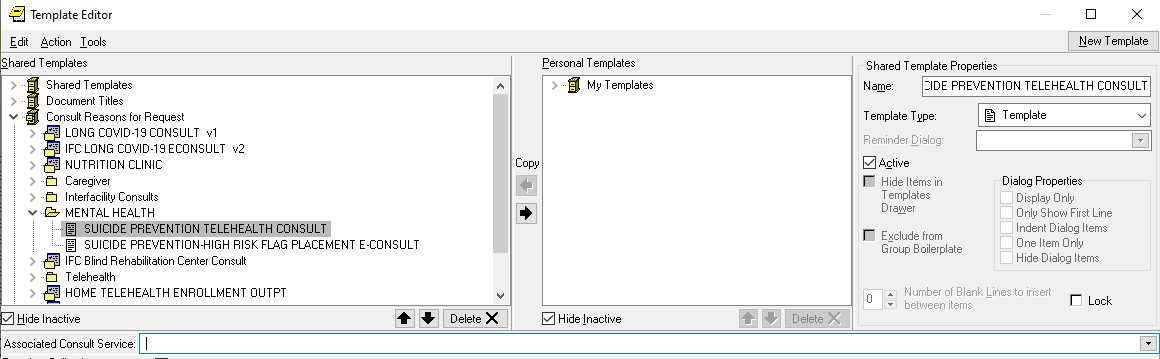 Template Editor
Edit Action Tools
New Template
Shared Templates
Shared Templates
Document Titles
Consult Reasons for Request
LONG COVID-19 CONSULT v1
IFC LONG COVID-19 ECONSULT v2
NUTRITION CLINIC
Caregiver
Interfacility Consults
MENTAL HEALTH
SUICIDE PREVENTION TELEHEALTH CONSULT
SUICIDE PREVENTION-HIGH RISK FLAG PLACEMENT E-CONSULT
IFC Blind Rehabilitation Center Consult
Telehealth
HOME TELEHEALTH ENROLLMENT OUTPT
Hide Inactive
Delete
Copy
Personal Templates
My Templates
Hide Inactive
Delete
Shared Template Properties
Name: CIDE PREVENTION TELEHEALTH CONSULT
Template Type: Template
Reminder Dialog:
Active
Hide Items in
Templates
Drawer
Exclude from
Group Boilerplate
Dialog Properties
Display Only
Only Show First Line
Indent Dialog Items
One Item Only
Hide Dialog Items
0 Number of Blank Lines to insert
between items
Lock
Associated Consult Service: